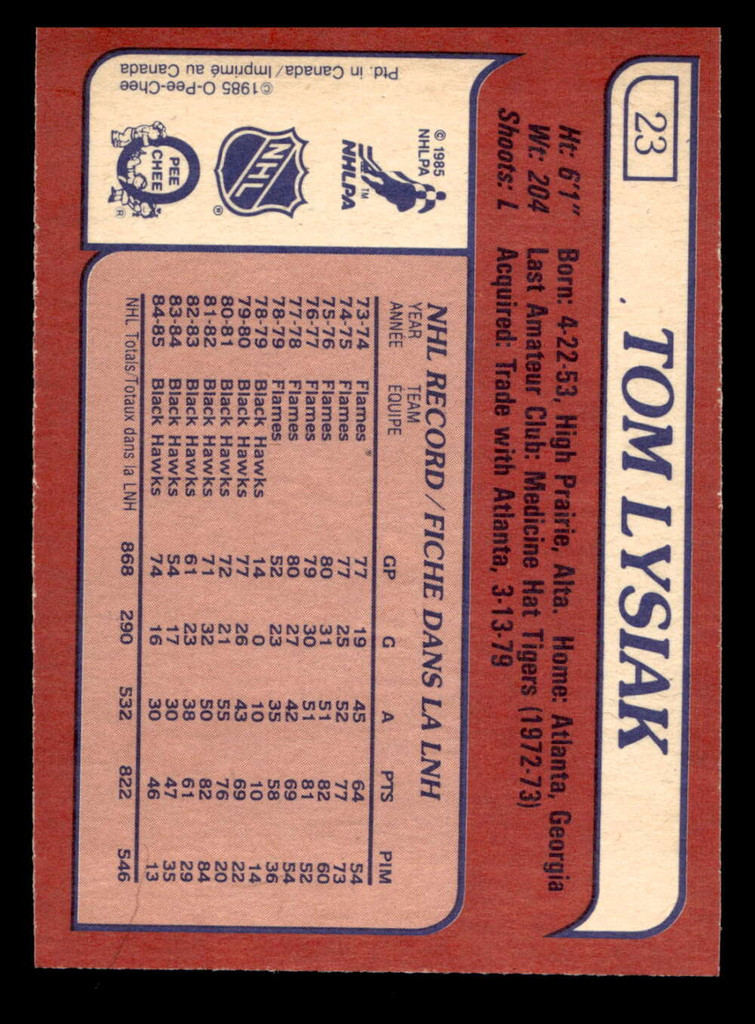 23
TOM LYSIAK
Ht: 6'1" Born: 4-22-53, High Prairie, Alta. Home: Atlanta, Georgia
Wt: 204 Last Amateur Club: Medicine Hat Tigers (1972-73)
Shoots: L Acquired: Trade with Atlanta, 3-13-79
© 1985
NHLPA
NHLPA
TM
NHL
®
PEE
CHEE
®
©1985 O-Pee-Chee
Ptd. in Canada/Imprimé au Canada
NHL RECORD/FICHE DANS LA LNH
YEAR TEAM GP G A PTS PIM
ANNÉE ÉQUIPE
73-74 Flames 77 19 45 64 54
74-75 Flames 77 25 52 77 73
75-76 Flames 80 31 51 82 60
76-77 Flames 79 30 51 81 52
77-78 Flames 80 27 42 69 54
78-79 Flames 52 23 35 58 36
78-79 Black Hawks 14 0 10 10 14
79-80 Black Hawks 77 26 43 69 22
80-81 Black Hawks 72 21 55 76 20
81-82 Black Hawks 71 32 50 82 84
82-83 Black Hawks 61 23 38 61 29
83-84 Black Hawks 54 17 30 47 35
84-85 Black Hawks 74 16 30 46 13
NHL Totals/Totaux dans la LNH 868 290 532 822 546